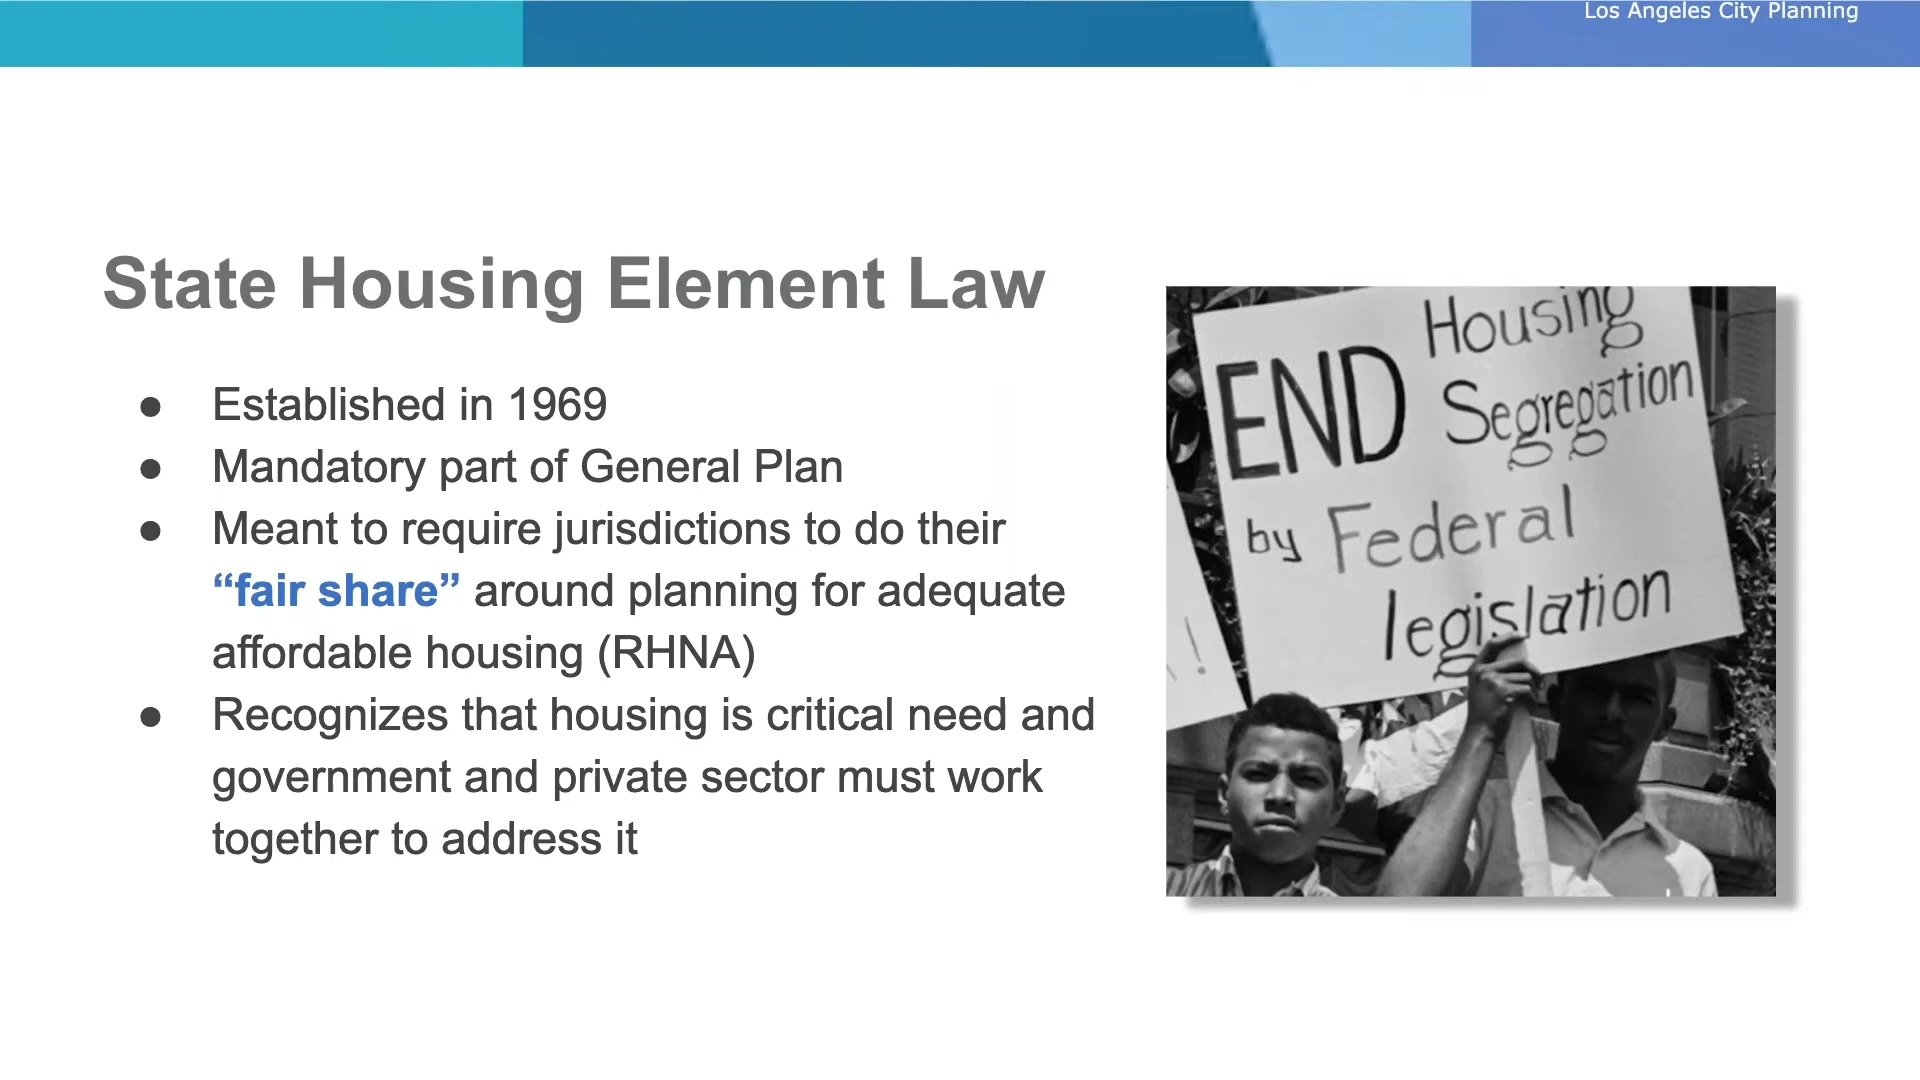 Los Angeles City Planning
State Housing Element Law
● Established in 1969
● Mandatory part of General Plan
● Meant to require jurisdictions to do their
“fair share” around planning for adequate
affordable housing (RHNA)
● Recognizes that housing is critical need and
government and private sector must work
together to address it
END Housing
Segregation
by Federal
legislation
!